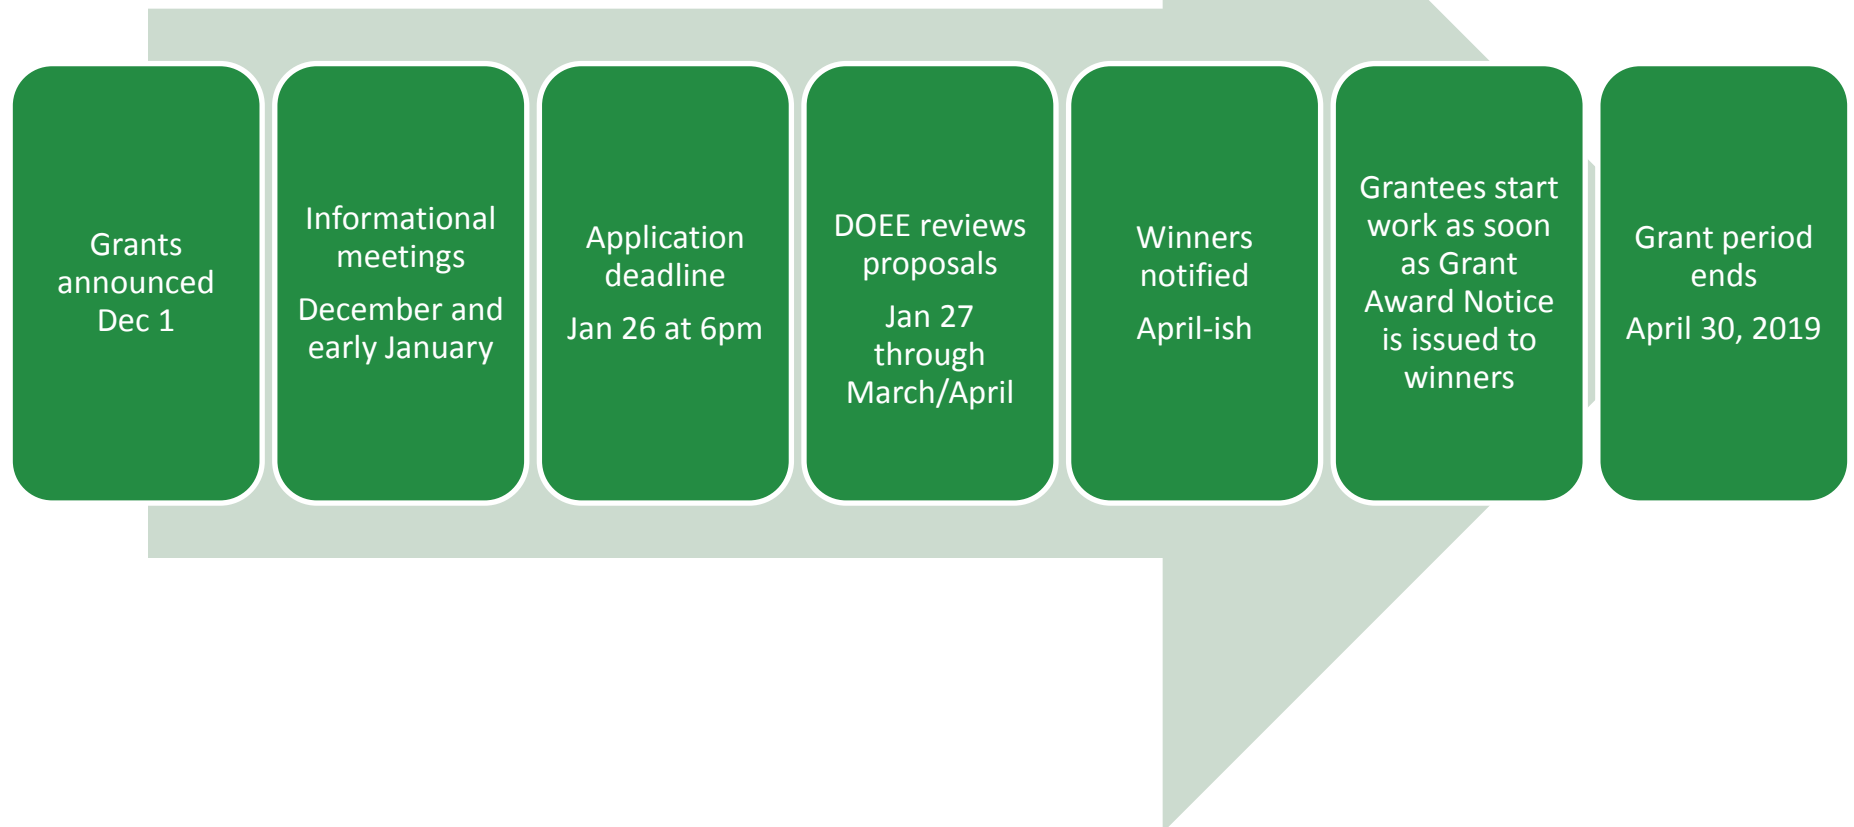 Grants
announced
Dec 1
Informational
meetings
December and
early January
Application
deadline
Jan 26 at 6pm
DOEE reviews
proposals
Jan 27
through
March/April
Winners
notified
April-ish
Grantees start
work as soon
as Grant
Award Notice
is issued to
winners
Grant period
ends
April 30, 2019